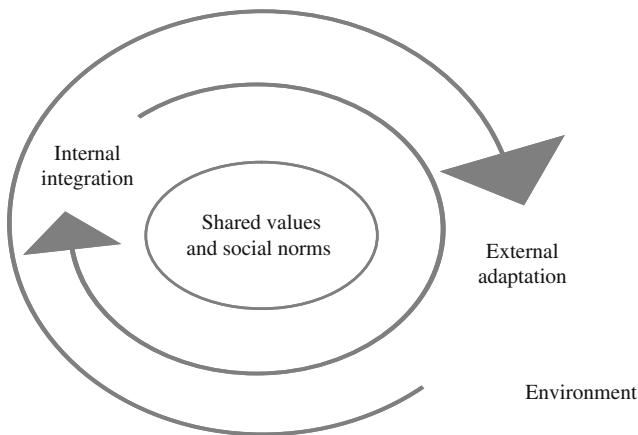 Internal
integration
Shared values
and social norms
External
adaptation
Environment